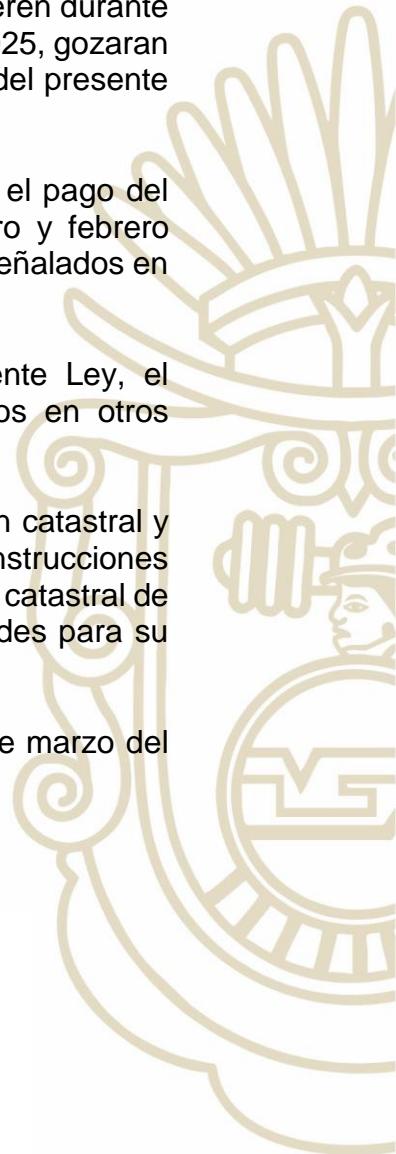 eren durante
25, gozaran
del presente
el pago del
ro y febrero
eñalados en
nte Ley, el
os en otros
n catastral y
nstrucciones
catastral de
des para su
e marzo del